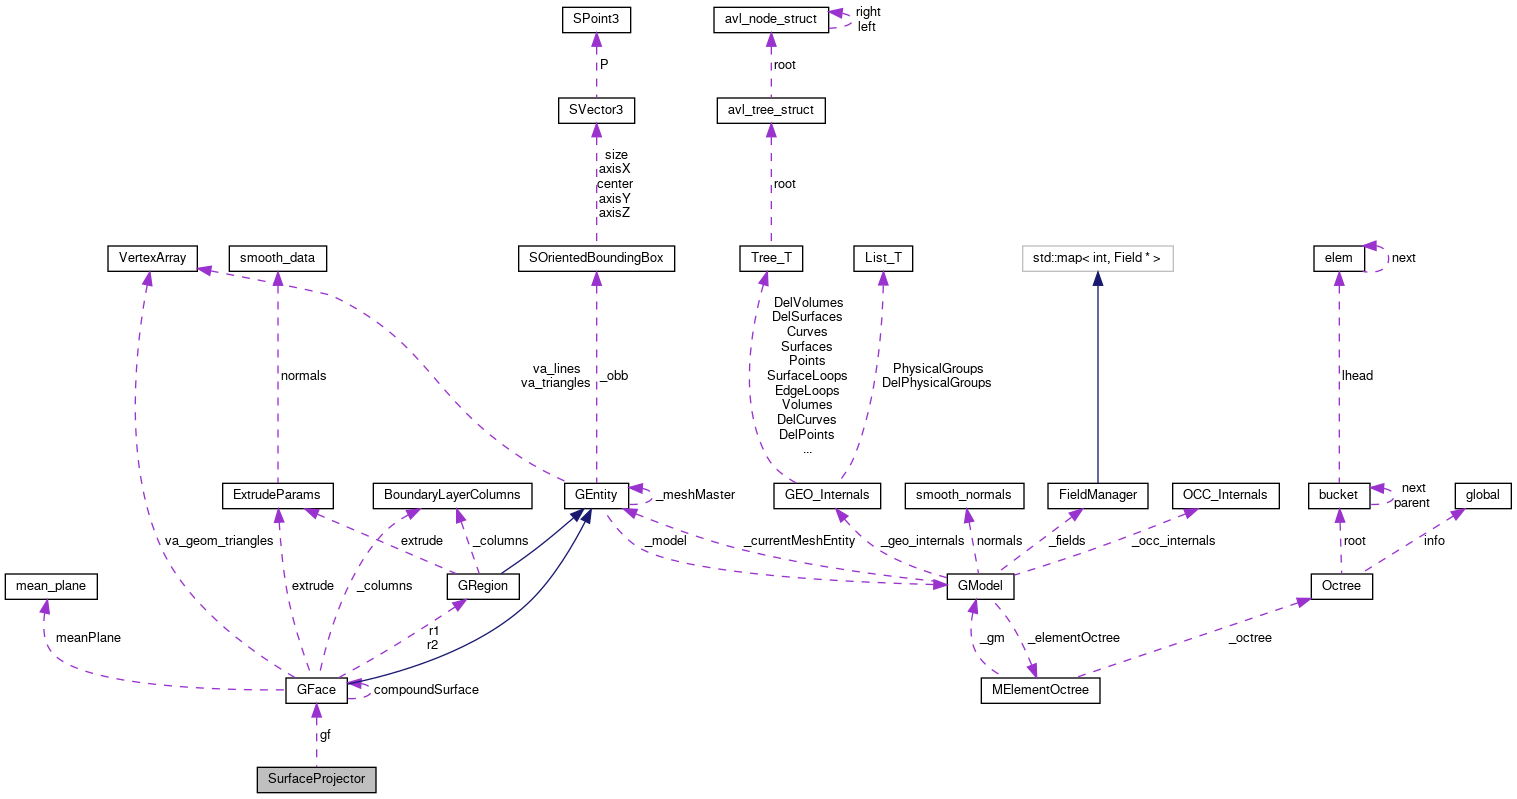 SPoint3
avl_node_struct
right
left
P
root
SVector3
avl_tree_struct
size
axisX
center
axisY
axisZ
root
VertexArray
smooth_data
SOrientedBoundingBox
Tree_T
List_T
std::map< int, Field * >
elem
next
DelVolumes
DelSurfaces
Curves
Surfaces
Points
SurfaceLoops
EdgeLoops
Volumes
DelCurves
DelPoints
...
normals
va_lines
va_triangles
_obb
PhysicalGroups
DelPhysicalGroups
lhead
ExtrudeParams
BoundaryLayerColumns
GEntity
_meshMaster
GEO_Internals
smooth_normals
FieldManager
OCC_Internals
bucket
next
parent
global
va_geom_triangles
extrude
_columns
_model
_currentMeshEntity
_geo_internals
normals
_fields
_occ_internals
root
info
mean_plane
extrude
_columns
GRegion
GModel
Octree
meanPlane
r1
r2
_gm
_elementOctree
_octree
GFace
compoundSurface
MElementOctree
gf
SurfaceProjector